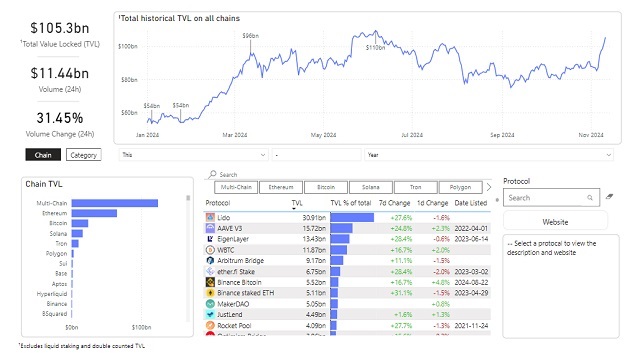 $105.3bn
¹Total Value Locked (TVL)
$11.44bn
Volume (24h)
31.45%
Volume Change (24h)
Chain
Category
¹Total historical TVL on all chains
$100bn
$80bn
$60bn
$54bn
$54bn
$96bn
$110bn
Jan 2024
Mar 2024
May 2024
Jul 2024
Sep 2024
Nov 2024
This
-
Year
Chain TVL
Multi-Chain
Ethereum
Bitcoin
Solana
Tron
Polygon
Sui
Base
Aptos
Hyperliquid
Binance
BSquared
$0bn
$100bn
Search
Multi-Chain
Ethereum
Bitcoin
Solana
Tron
Polygon
Protocol TVL TVL % of total 7d Change 1d Change Date Listed
Lido 30.91bn +27.6% -1.6%
AAVE V3 15.72bn +24.8% +2.3% 2022-04-01
EigenLayer 13.43bn +28.4% -0.6% 2023-06-14
WBTC 11.87bn +16.7% +2.0%
Arbitrum Bridge 9.17bn +11.1% -1.5%
ether.fi Stake 6.75bn +28.4% -2.0% 2023-03-02
Binance Bitcoin 5.52bn +16.7% +4.8% 2024-08-22
Binance staked ETH 5.11bn +31.1% -1.5% 2023-04-29
MakerDAO 5.05bn +0.8%
JustLend 4.49bn +1.6% +1.3%
Rocket Pool 4.09bn +27.7% -1.3% 2021-11-24
Protocol
Search
Website
-- Select a protocal to view the
description and website
¹Excludes liquid staking and double counted TVL